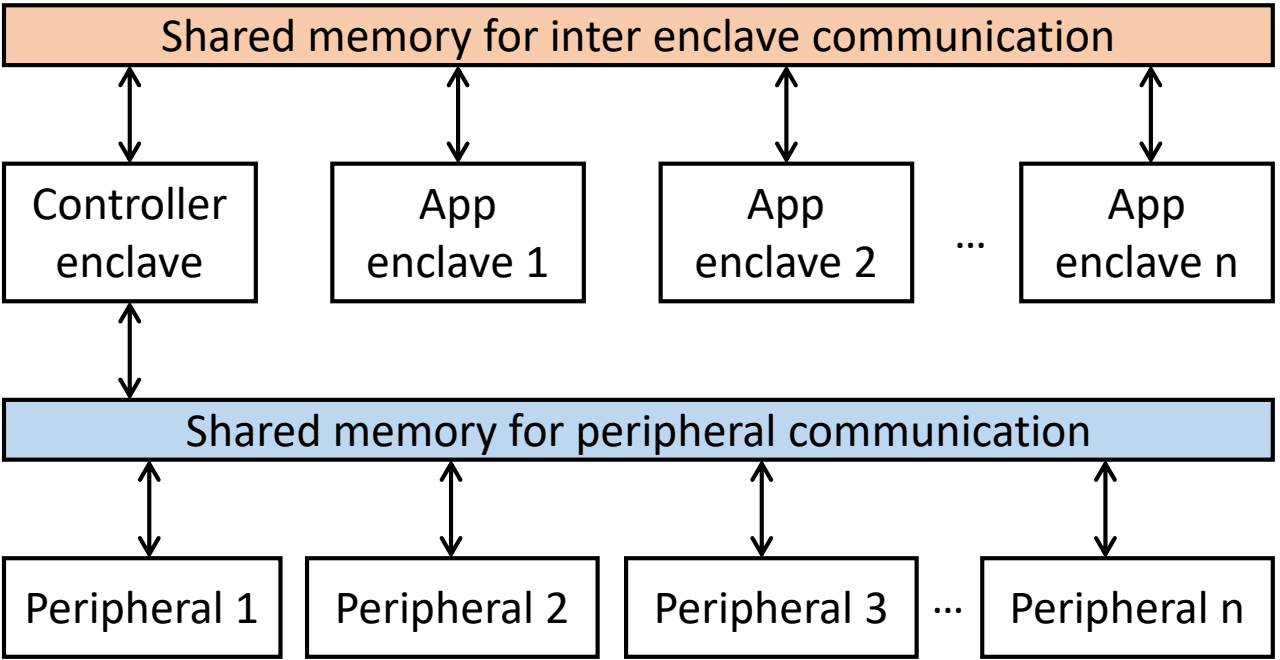 Shared memory for inter enclave communication
Controller
enclave
App
enclave 1
App
enclave 2
...
App
enclave n
Shared memory for peripheral communication
Peripheral 1
Peripheral 2
Peripheral 3
...
Peripheral n